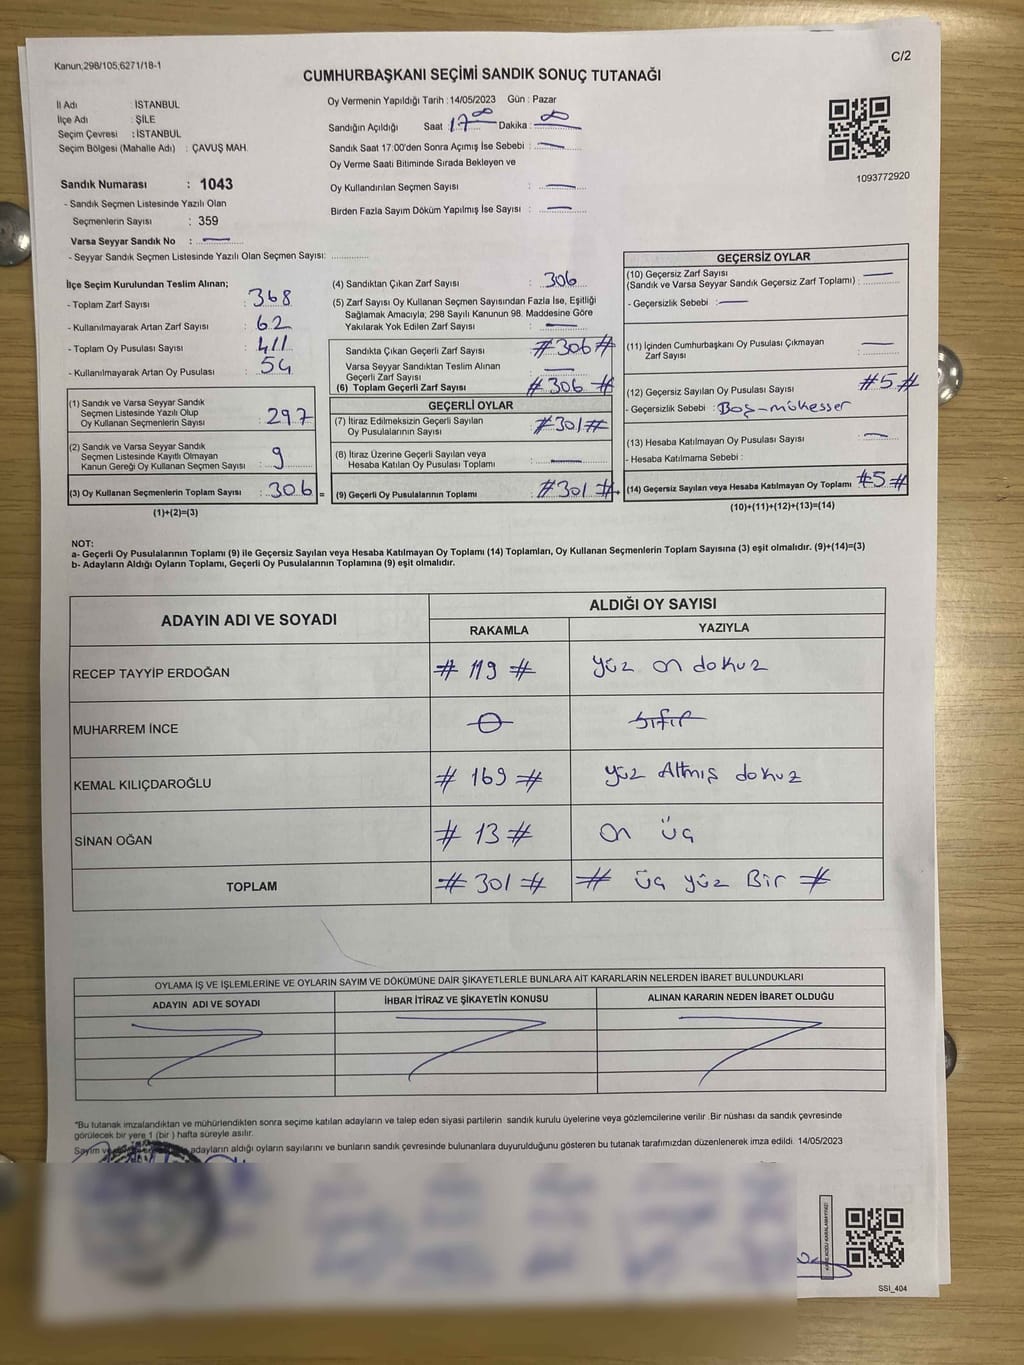 Kanun;298/105,6271/18-1
C/2
CUMHURBAŞKANI SEÇİMİ SANDIK SONUÇ TUTANAĞI
İl Adı : İSTANBUL
İlçe Adı : ŞİLE
Seçim Çevresi : İSTANBUL
Seçim Bölgesi (Mahalle Adı) : ÇAVUŞ MAH.
Sandık Numarası : 1043
- Sandık Seçmen Listesinde Yazılı Olan
Seçmenlerin Sayısı : 359
Varsa Seyyar Sandık No : —
- Seyyar Sandık Seçmen Listesinde Yazılı Olan Seçmen Sayısı: ..............
Oy Vermenin Yapıldığı Tarih : 14/05/2023 Gün : Pazar
Sandığın Açıldığı Saat : 17 00 Dakika : 00
Sandık Saat 17:00'den Sonra Açımış İse Sebebi : —
Oy Verme Saati Bitiminde Sırada Bekleyen ve
Oy Kullandırılan Seçmen Sayısı : —
Birden Fazla Sayım Döküm Yapılmış İse Sayısı : —
1093772920
İlçe Seçim Kurulundan Teslim Alınan;
- Toplam Zarf Sayısı : 368
- Kullanılmayarak Artan Zarf Sayısı : 62
- Toplam Oy Pusulası Sayısı : 411
- Kullanılmayarak Artan Oy Pusulası : 54
(1) Sandık ve Varsa Seyyar Sandık
Seçmen Listesinde Yazılı Olup
Oy Kullanan Seçmenlerin Sayısı : 297
(2) Sandık ve Varsa Seyyar Sandık
Seçmen Listesinde Kayıtlı Olmayan
Kanun Gereği Oy Kullanan Seçmen Sayısı : 9
(3) Oy Kullanan Seçmenlerin Toplam Sayısı : 306 =
(1)+(2)=(3)
(4) Sandıktan Çıkan Zarf Sayısı : 306
(5) Zarf Sayısı Oy Kullanan Seçmen Sayısından Fazla İse, Eşitliği
Sağlamak Amacıyla; 298 Sayılı Kanunun 98. Maddesine Göre
Yakılarak Yok Edilen Zarf Sayısı : —
Sandıkta Çıkan Geçerli Zarf Sayısı : #306#
Varsa Seyyar Sandıktan Teslim Alınan
Geçerli Zarf Sayısı : —
(6) Toplam Geçerli Zarf Sayısı : #306 #
GEÇERLİ OYLAR
(7) İtiraz Edilmeksizin Geçerli Sayılan
Oy Pusulalarının Sayısı : #301#
(8) İtiraz Üzerine Geçerli Sayılan veya
Hesaba Katılan Oy Pusulası Toplamı : —
(9) Geçerli Oy Pusulalarının Toplamı : #301 # +
GEÇERSİZ OYLAR
(10) Geçersiz Zarf Sayısı
(Sandık ve Varsa Seyyar Sandık Geçersiz Zarf Toplamı) : —
- Geçersizlik Sebebi : —
(11) İçinden Cumhurbaşkanı Oy Pusulası Çıkmayan
Zarf Sayısı : —
(12) Geçersiz Sayılan Oy Pusulası Sayısı : #5#
- Geçersizlik Sebebi : Boş-mükesser
(13) Hesaba Katılmayan Oy Pusulası Sayısı : —
- Hesaba Katılmama Sebebi :
(14) Geçersiz Sayılan veya Hesaba Katılmayan Oy Toplamı : #5#
(10)+(11)+(12)+(13)=(14)
NOT:
a- Geçerli Oy Pusulalarının Toplamı (9) ile Geçersiz Sayılan veya Hesaba Katılmayan Oy Toplamı (14) Toplamları, Oy Kullanan Seçmenlerin Toplam Sayısına (3) eşit olmalıdır. (9)+(14)=(3)
b- Adayların Aldığı Oyların Toplamı, Geçerli Oy Pusulalarının Toplamına (9) eşit olmalıdır.
ADAYIN ADI VE SOYADI ALDIĞI OY SAYISI
RAKAMLA YAZIYLA
RECEP TAYYİP ERDOĞAN # 119 # yüz on dokuz
MUHARREM İNCE 0 sıfır
KEMAL KILIÇDAROĞLU # 169 # yüz Altmış dokuz
SİNAN OĞAN # 13 # on üç
TOPLAM # 301 # # üç yüz Bir #
OYLAMA İŞ VE İŞLEMLERİNE VE OYLARIN SAYIM VE DÖKÜMÜNE DAİR ŞİKAYETLERLE BUNLARA AİT KARARLARIN NELERDEN İBARET BULUNDUKLARI
ADAYIN ADI VE SOYADI İHBAR İTİRAZ VE ŞİKAYETİN KONUSU ALINAN KARARIN NEDEN İBARET OLDUĞU
*Bu tutanak imzalandıktan ve mühürlendikten sonra seçime katılan adayların ve talep eden siyasi partilerin sandık kurulu üyelerine veya gözlemcilerine verilir .Bir nüshası da sandık çevresinde
görülecek bir yere 1 (bir ) hafta süreyle asılır.
Sayım ve adayların aldığı oyların sayılarını ve bunların sandık çevresinde bulunanlara duyurulduğunu gösteren bu tutanak tarafımızdan düzenlenerek imza edildi. 14/05/2023
SSI_404